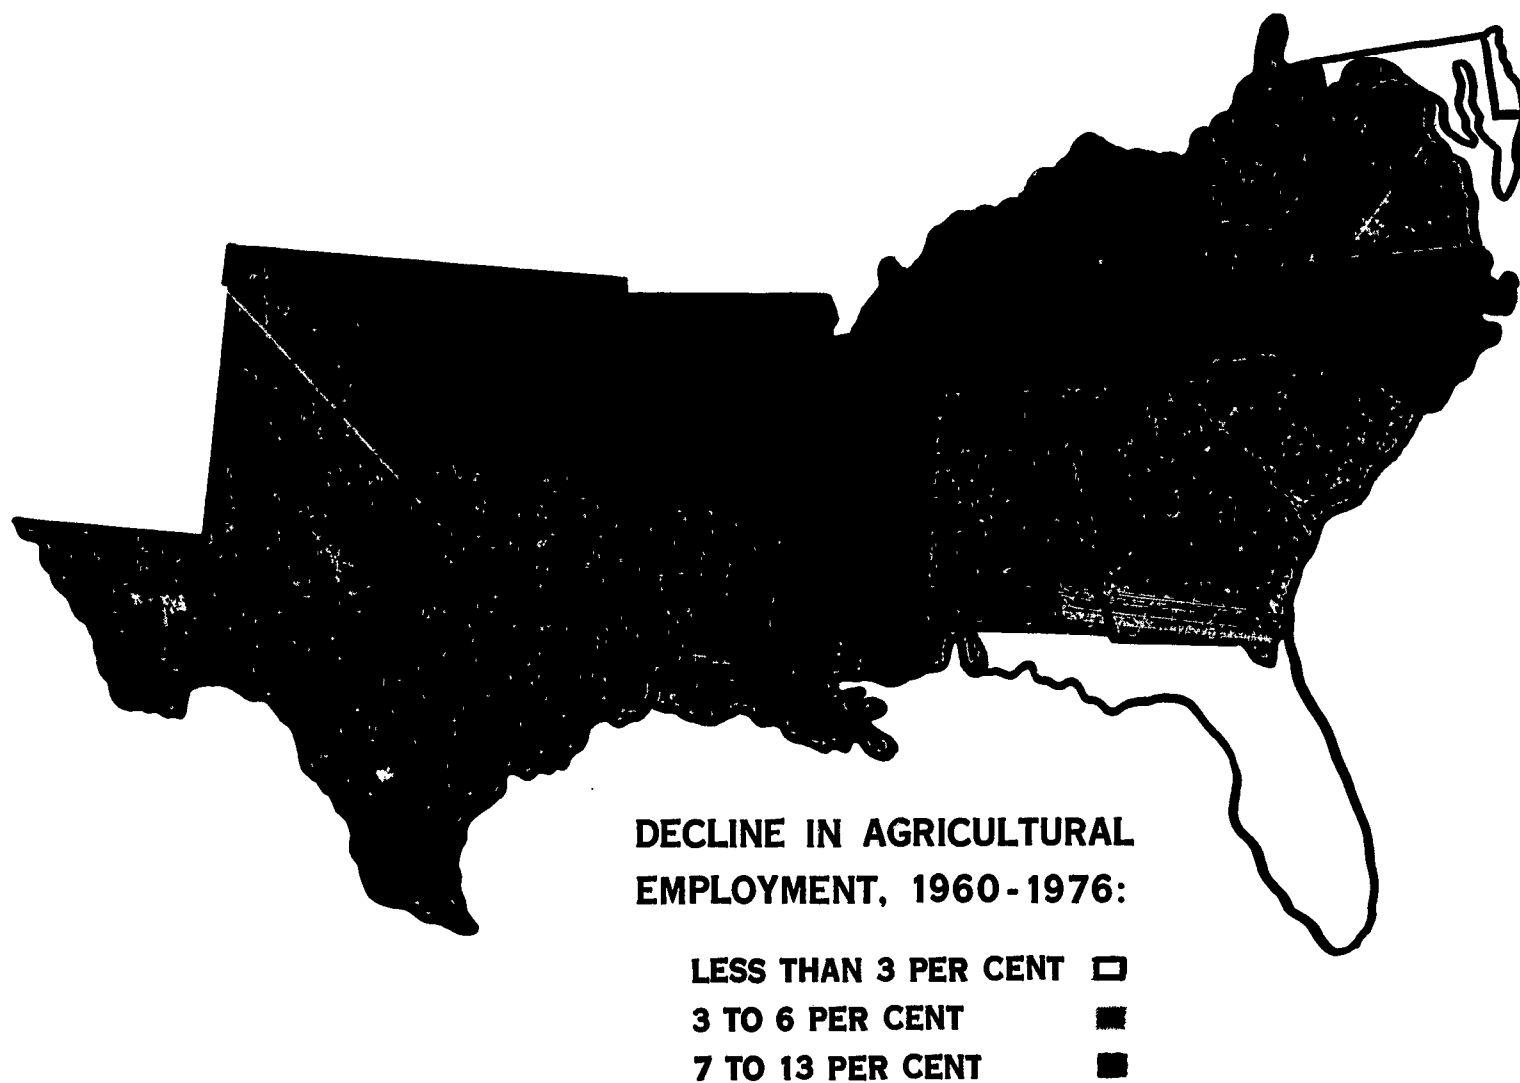 DECLINE IN AGRICULTURAL
EMPLOYMENT, 1960-1976:
LESS THAN 3 PER CENT
3 TO 6 PER CENT
7 TO 13 PER CENT